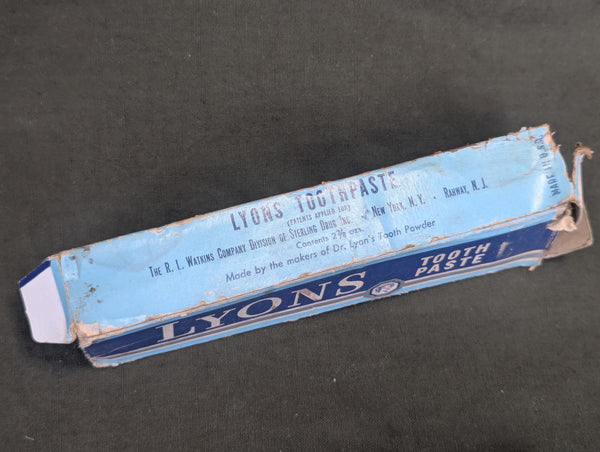 LYONS TOOTHPASTE
(PATENTS APPLIED FOR)
THE R. L. WATKINS COMPANY DIVISION OF STERLING DRUG INC. • NEW YORK, N. Y. • RAHWAY, N. J.
Contents 2⅞ ozs.
Made by the makers of Dr. Lyon's Tooth Powder
MADE IN U.S.A.
LYONS
TOOTH
PASTE